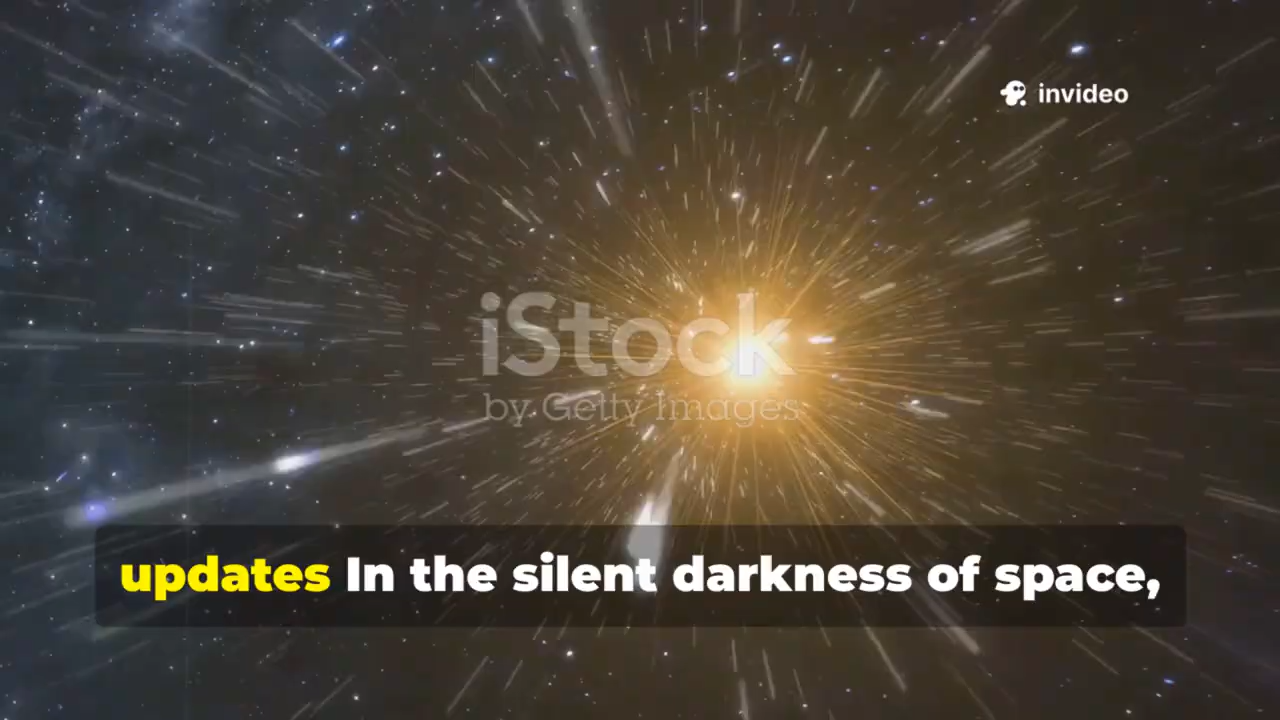 invideo
iStock
by Getty Images
updates In the silent darkness of space,